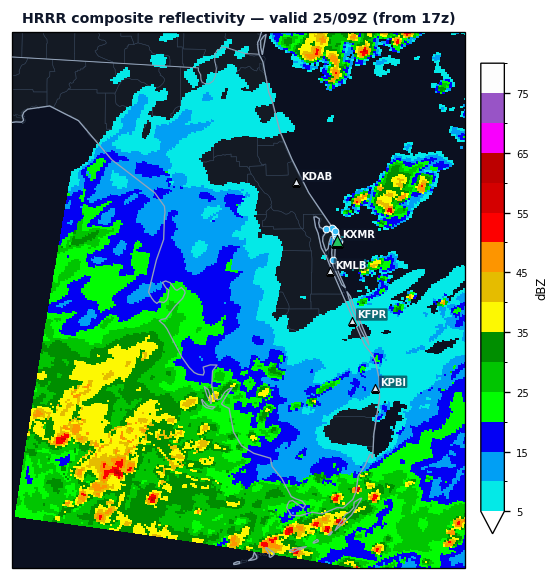 HRRR composite reflectivity — valid 25/09Z (from 17z)
KDAB
KXMR
KMLB
KFPR
KPBI
75
65
55
45
35
25
15
5
dBZ